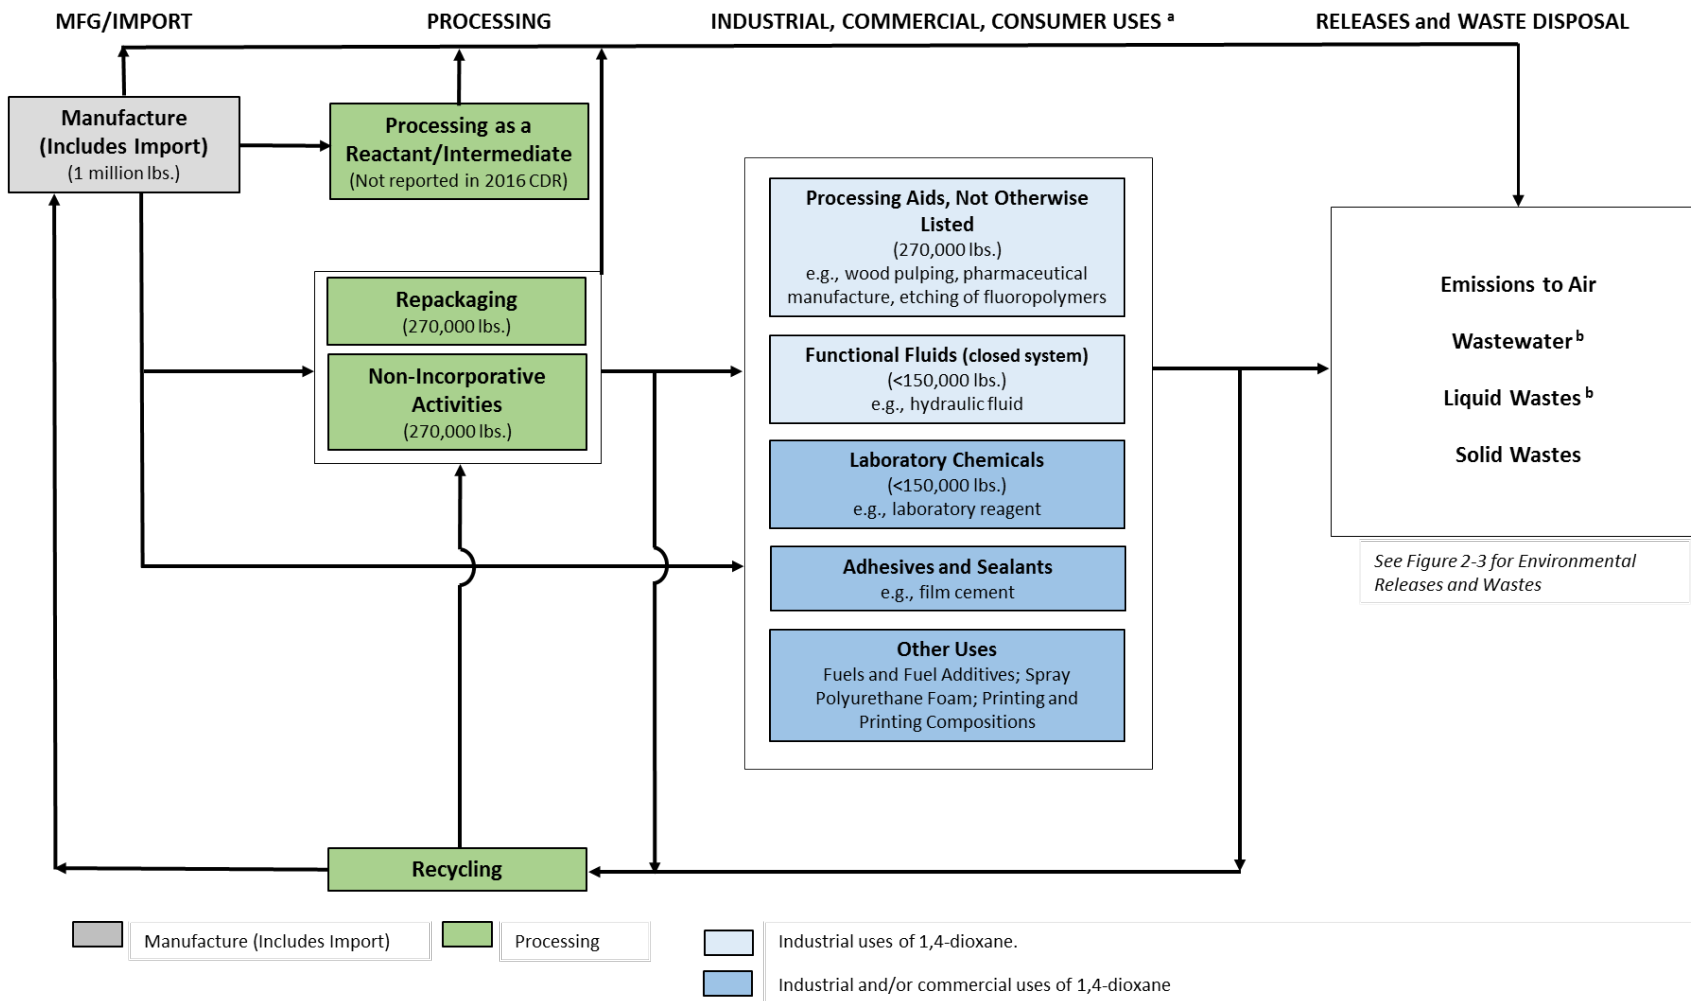 MFG/IMPORT
PROCESSING
INDUSTRIAL, COMMERCIAL, CONSUMER USES a
RELEASES and WASTE DISPOSAL
Manufacture
(Includes Import)
(1 million lbs.)
Processing as a
Reactant/Intermediate
(Not reported in 2016 CDR)
Repackaging
(270,000 lbs.)
Non-Incorporative
Activities
(270,000 lbs.)
Recycling
Processing Aids, Not Otherwise
Listed
(270,000 lbs.)
e.g., wood pulping, pharmaceutical
manufacture, etching of fluoropolymers
Functional Fluids (closed system)
(<150,000 lbs.)
e.g., hydraulic fluid
Laboratory Chemicals
(<150,000 lbs.)
e.g., laboratory reagent
Adhesives and Sealants
e.g., film cement
Other Uses
Fuels and Fuel Additives; Spray
Polyurethane Foam; Printing and
Printing Compositions
Emissions to Air
Wastewater b
Liquid Wastes b
Solid Wastes
See Figure 2-3 for Environmental
Releases and Wastes
Manufacture (Includes Import)
Processing
Industrial uses of 1,4-dioxane.
Industrial and/or commercial uses of 1,4-dioxane